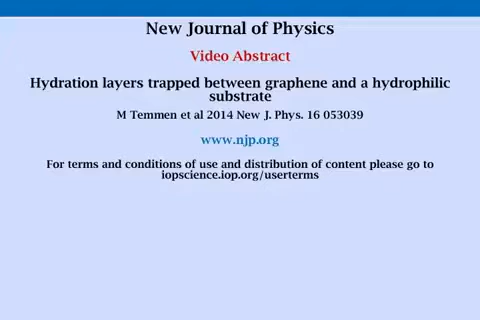 New Journal of Physics
Video Abstract
Hydration layers trapped between graphene and a hydrophilic
substrate
M Temmen et al 2014 New J. Phys. 16 053039
www.njp.org
For terms and conditions of use and distribution of content please go to
iopscience.iop.org/userterms